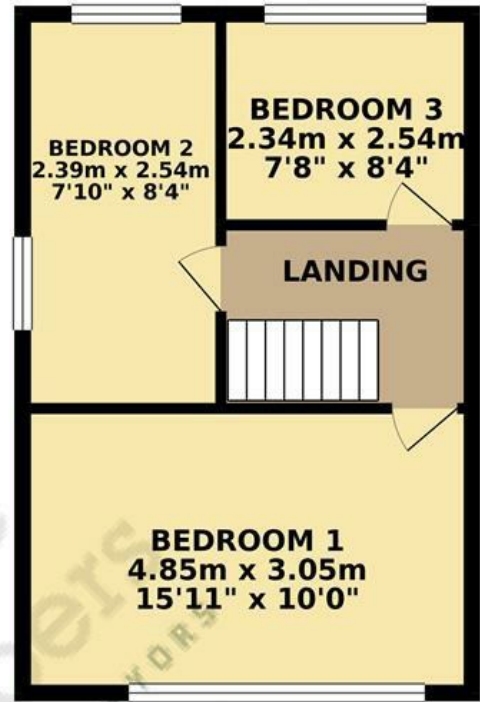 BEDROOM 2
2.39m x 2.54m
7'10" x 8'4"
BEDROOM 3
2.34m x 2.54m
7'8" x 8'4"
LANDING
BEDROOM 1
4.85m x 3.05m
15'11" x 10'0"